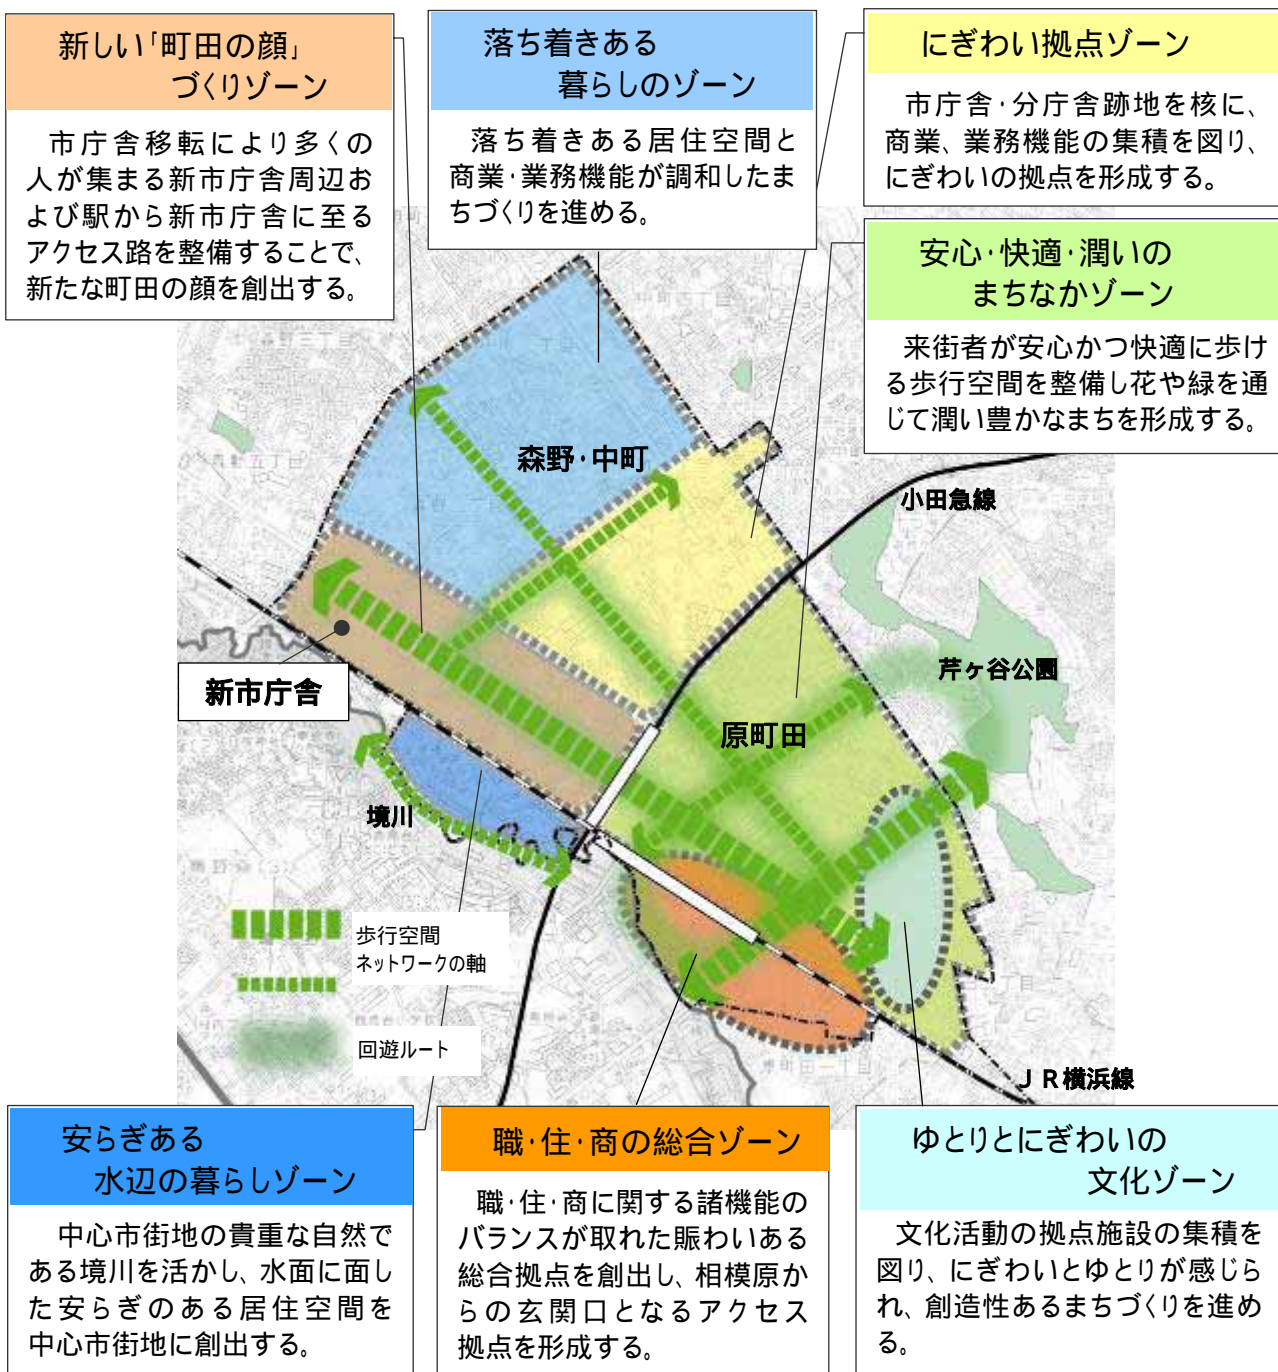 新しい「町田の顔」
づくりゾーン
市庁舎移転により多くの
人が集まる新市庁舎周辺お
よび駅から新市庁舎に至る
アクセス路を整備することで、
新たな町田の顔を創出する。
落ち着きある
暮らしのゾーン
落ち着きある居住空間と
商業・業務機能が調和したま
ちづくりを進める。
にぎわい拠点ゾーン
市庁舎・分庁舎跡地を核に、
商業、業務機能の集積を図り、
にぎわいの拠点を形成する。
安心・快適・潤いの
まちなかゾーン
来街者が安心かつ快適に歩け
る歩行空間を整備し花や緑を通
じて潤い豊かなまちを形成する。
森野・中町
小田急線
芹ヶ谷公園
新市庁舎
原町田
境川
歩行空間
ネットワークの軸
回遊ルート
JR横浜線
安らぎある
水辺の暮らしゾーン
中心市街地の貴重な自然で
ある境川を活かし、水面に面し
た安らぎのある居住空間を
中心市街地に創出する。
職・住・商の総合ゾーン
職・住・商に関する諸機能の
バランスが取れた賑わいある
総合拠点を創出し、相模原か
らの玄関口となるアクセス
拠点を形成する。
ゆとりとにぎわいの
文化ゾーン
文化活動の拠点施設の集積を
図り、にぎわいとゆとりが感じら
れ、創造性あるまちづくりを進め
る。